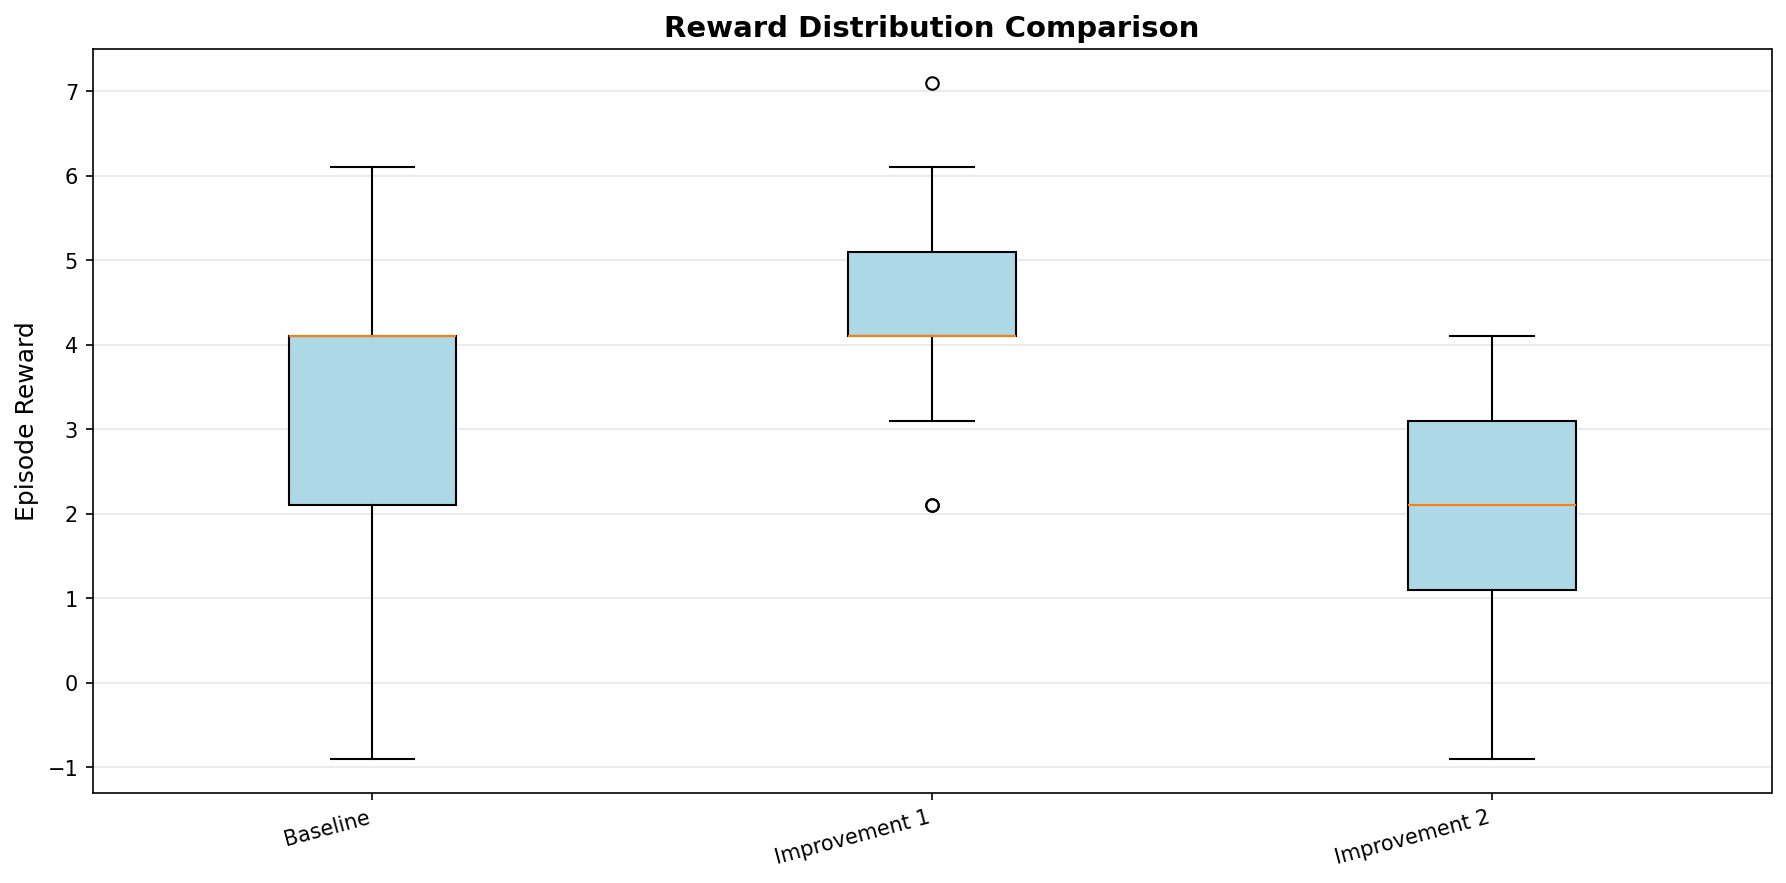 Reward Distribution Comparison
Episode Reward
7
6
5
4
3
2
1
0
−1
Baseline
Improvement 1
Improvement 2